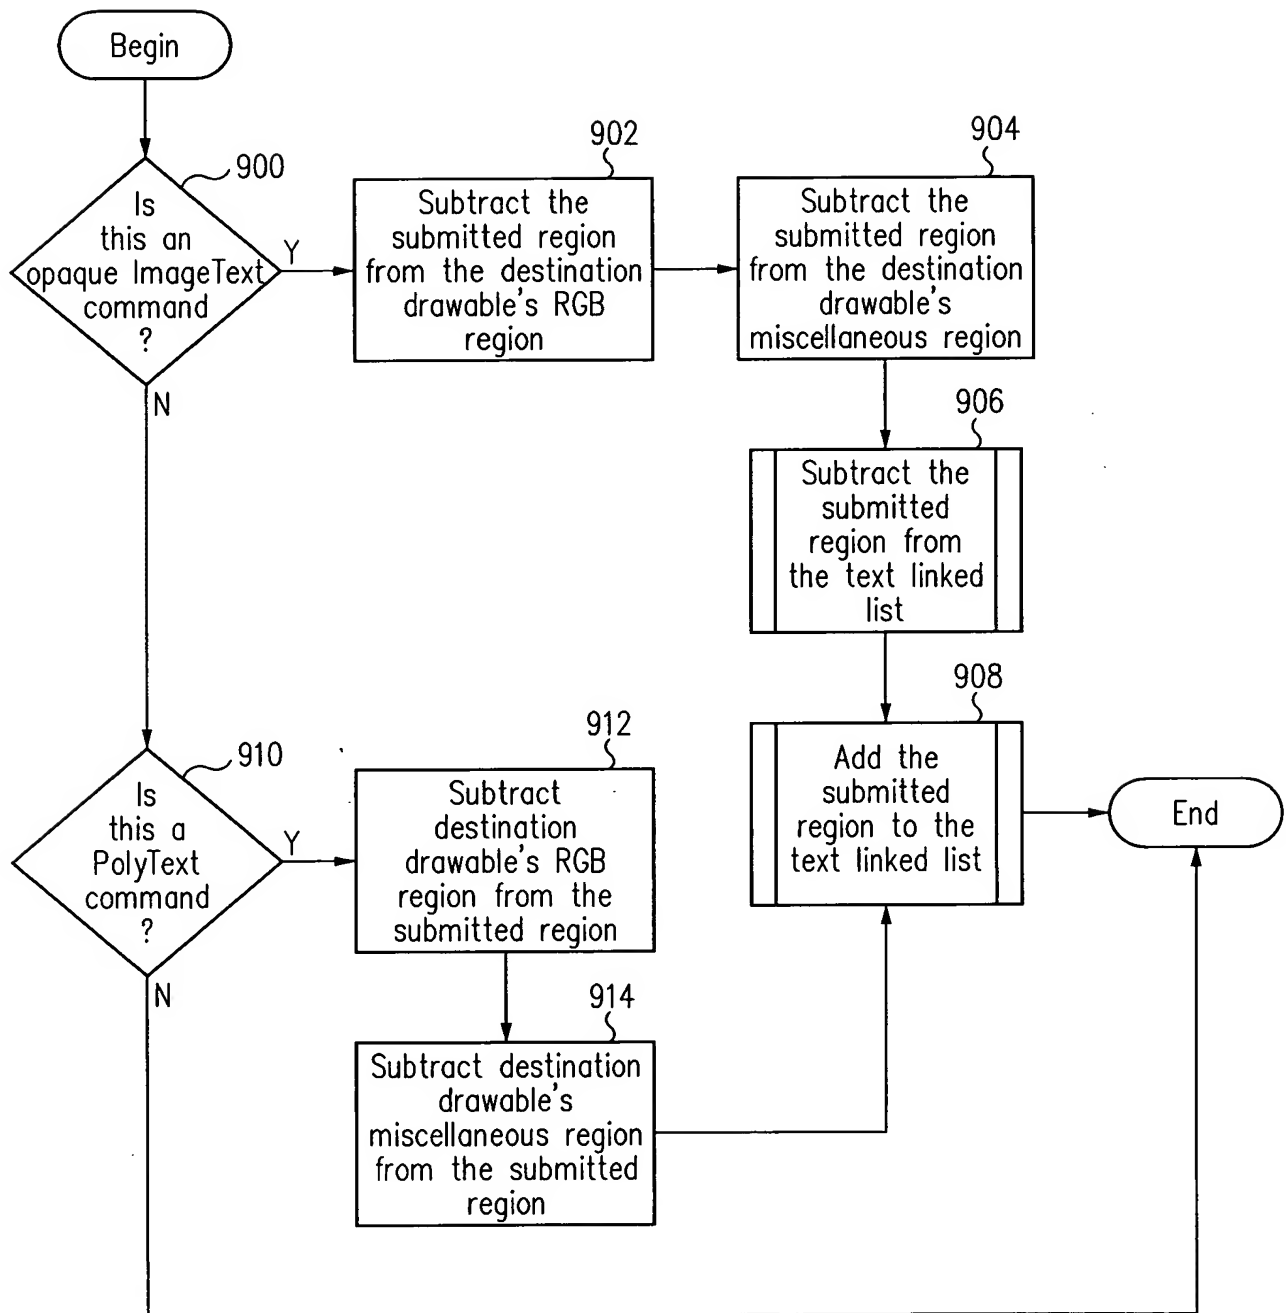 Begin
900
Is
this an
opaque ImageText
command
?
Y
N
902
Subtract the
submitted region
from the destination
drawable's RGB
region
904
Subtract the
submitted region
from the destination
drawable's
miscellaneous region
906
Subtract the
submitted
region from
the text linked
list
908
Add the
submitted
region to the
text linked list
End
910
Is
this a
PolyText
command
?
Y
N
912
Subtract
destination
drawable's RGB
region from the
submitted region
914
Subtract destination
drawable's
miscellaneous region
from the submitted
region